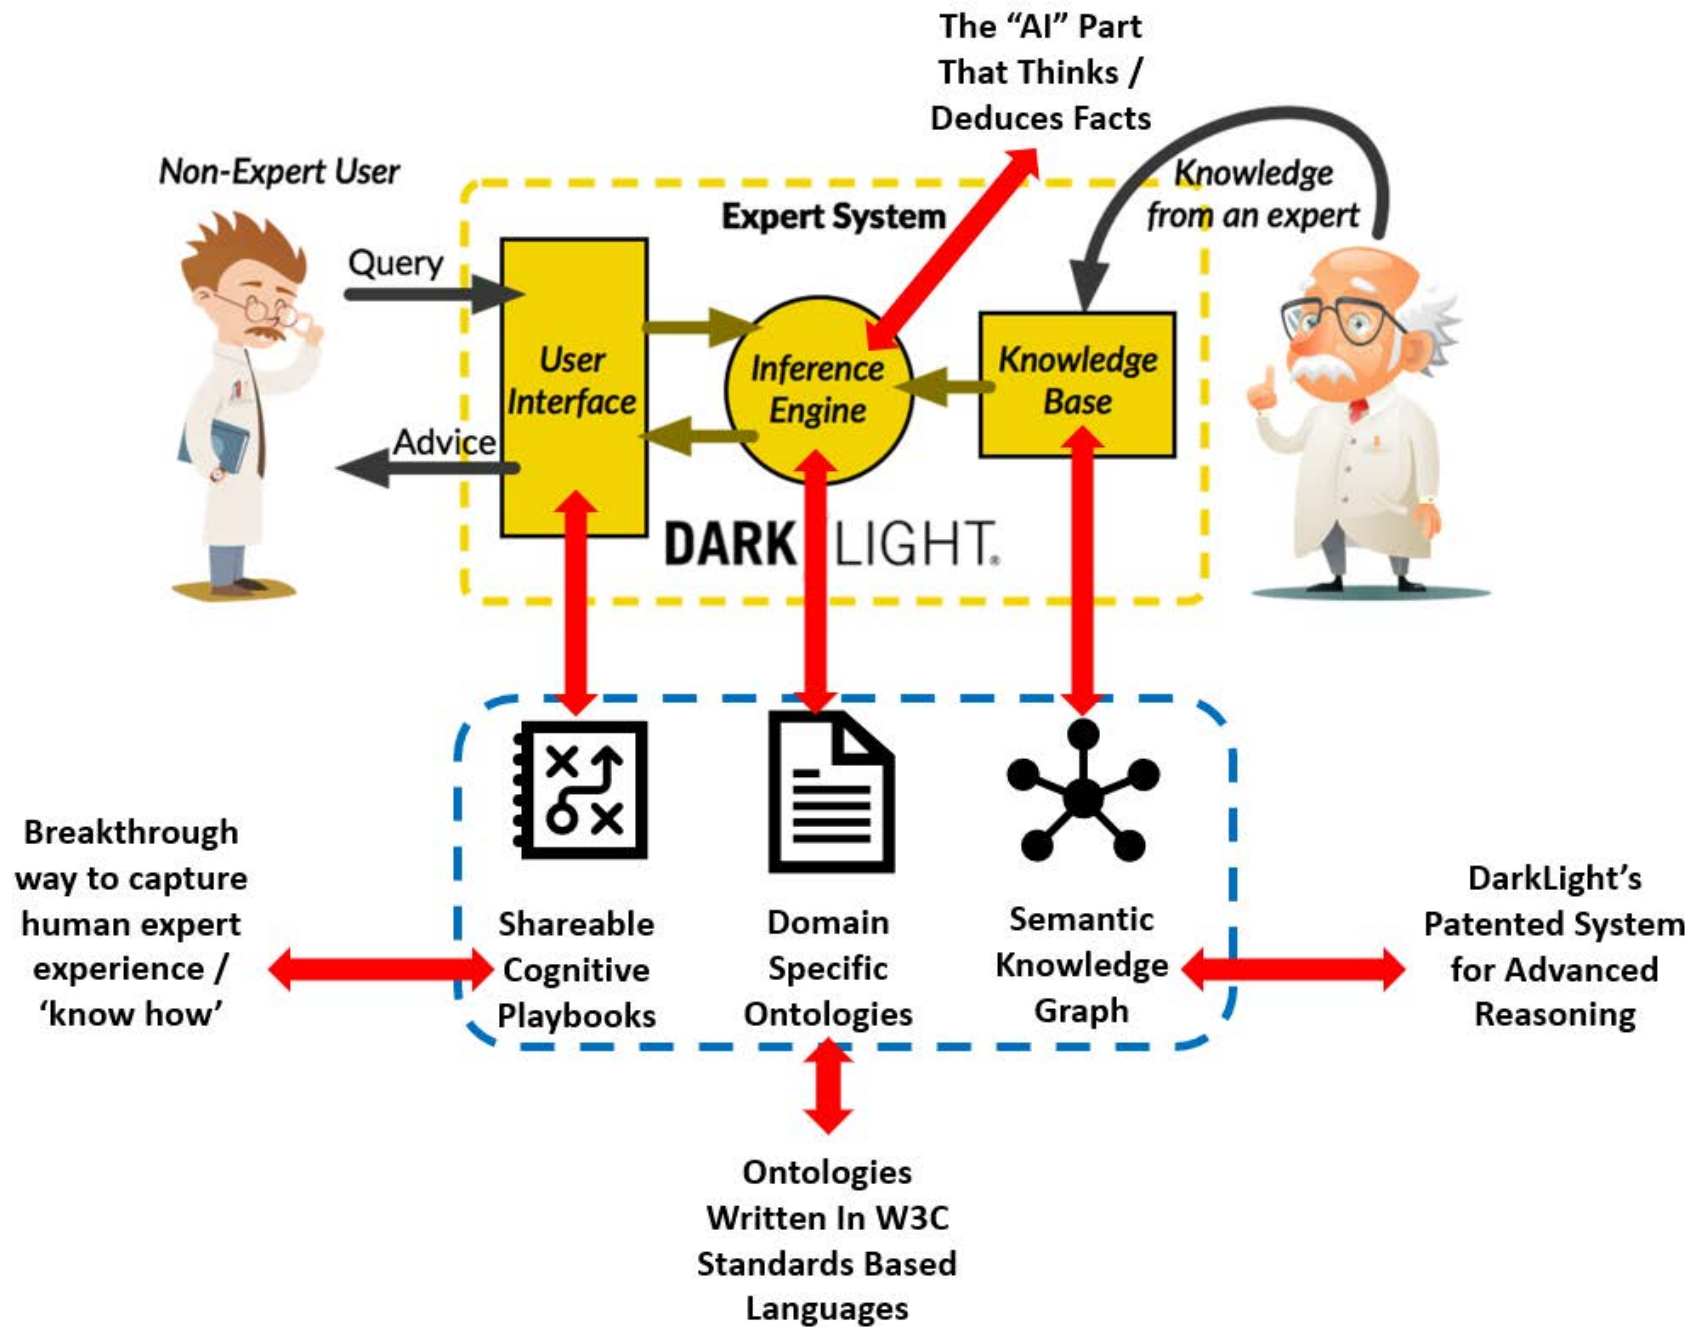 The “AI” Part
That Thinks /
Deduces Facts
Non-Expert User
Knowledge
from an expert
Expert System
Query
User
Interface
Inference
Engine
Knowledge
Base
Advice
DARK LIGHT®
Breakthrough
way to capture
human expert
experience /
‘know how’
Shareable
Cognitive
Playbooks
Domain
Specific
Ontologies
Semantic
Knowledge
Graph
DarkLight’s
Patented System
for Advanced
Reasoning
Ontologies
Written In W3C
Standards Based
Languages